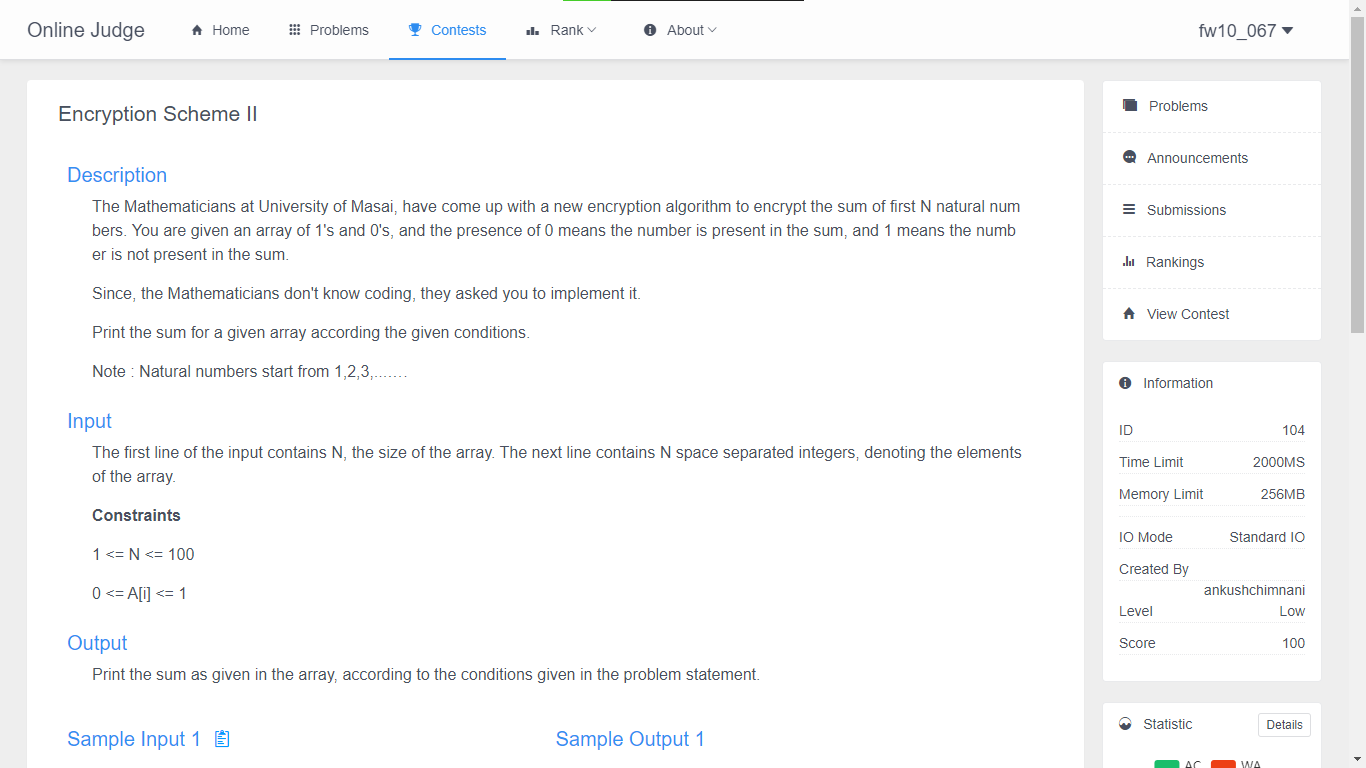 Online Judge
Home
Problems
Contests
Rank
About
fw10_067
Encryption Scheme II
Description
The Mathematicians at University of Masai, have come up with a new encryption algorithm to encrypt the sum of first N natural num
bers. You are given an array of 1's and 0's, and the presence of 0 means the number is present in the sum, and 1 means the numb
er is not present in the sum.
Since, the Mathematicians don't know coding, they asked you to implement it.
Print the sum for a given array according the given conditions.
Note : Natural numbers start from 1,2,3,.……
Input
The first line of the input contains N, the size of the array. The next line contains N space separated integers, denoting the elements
of the array.
Constraints
1 <= N <= 100
0 <= A[i] <= 1
Output
Print the sum as given in the array, according to the conditions given in the problem statement.
Sample Input 1
Sample Output 1
Problems
Announcements
Submissions
Rankings
View Contest
Information
ID 104
Time Limit 2000MS
Memory Limit 256MB
IO Mode Standard IO
Created By
ankushchimnani
Level Low
Score 100
Statistic
Details
AC WA